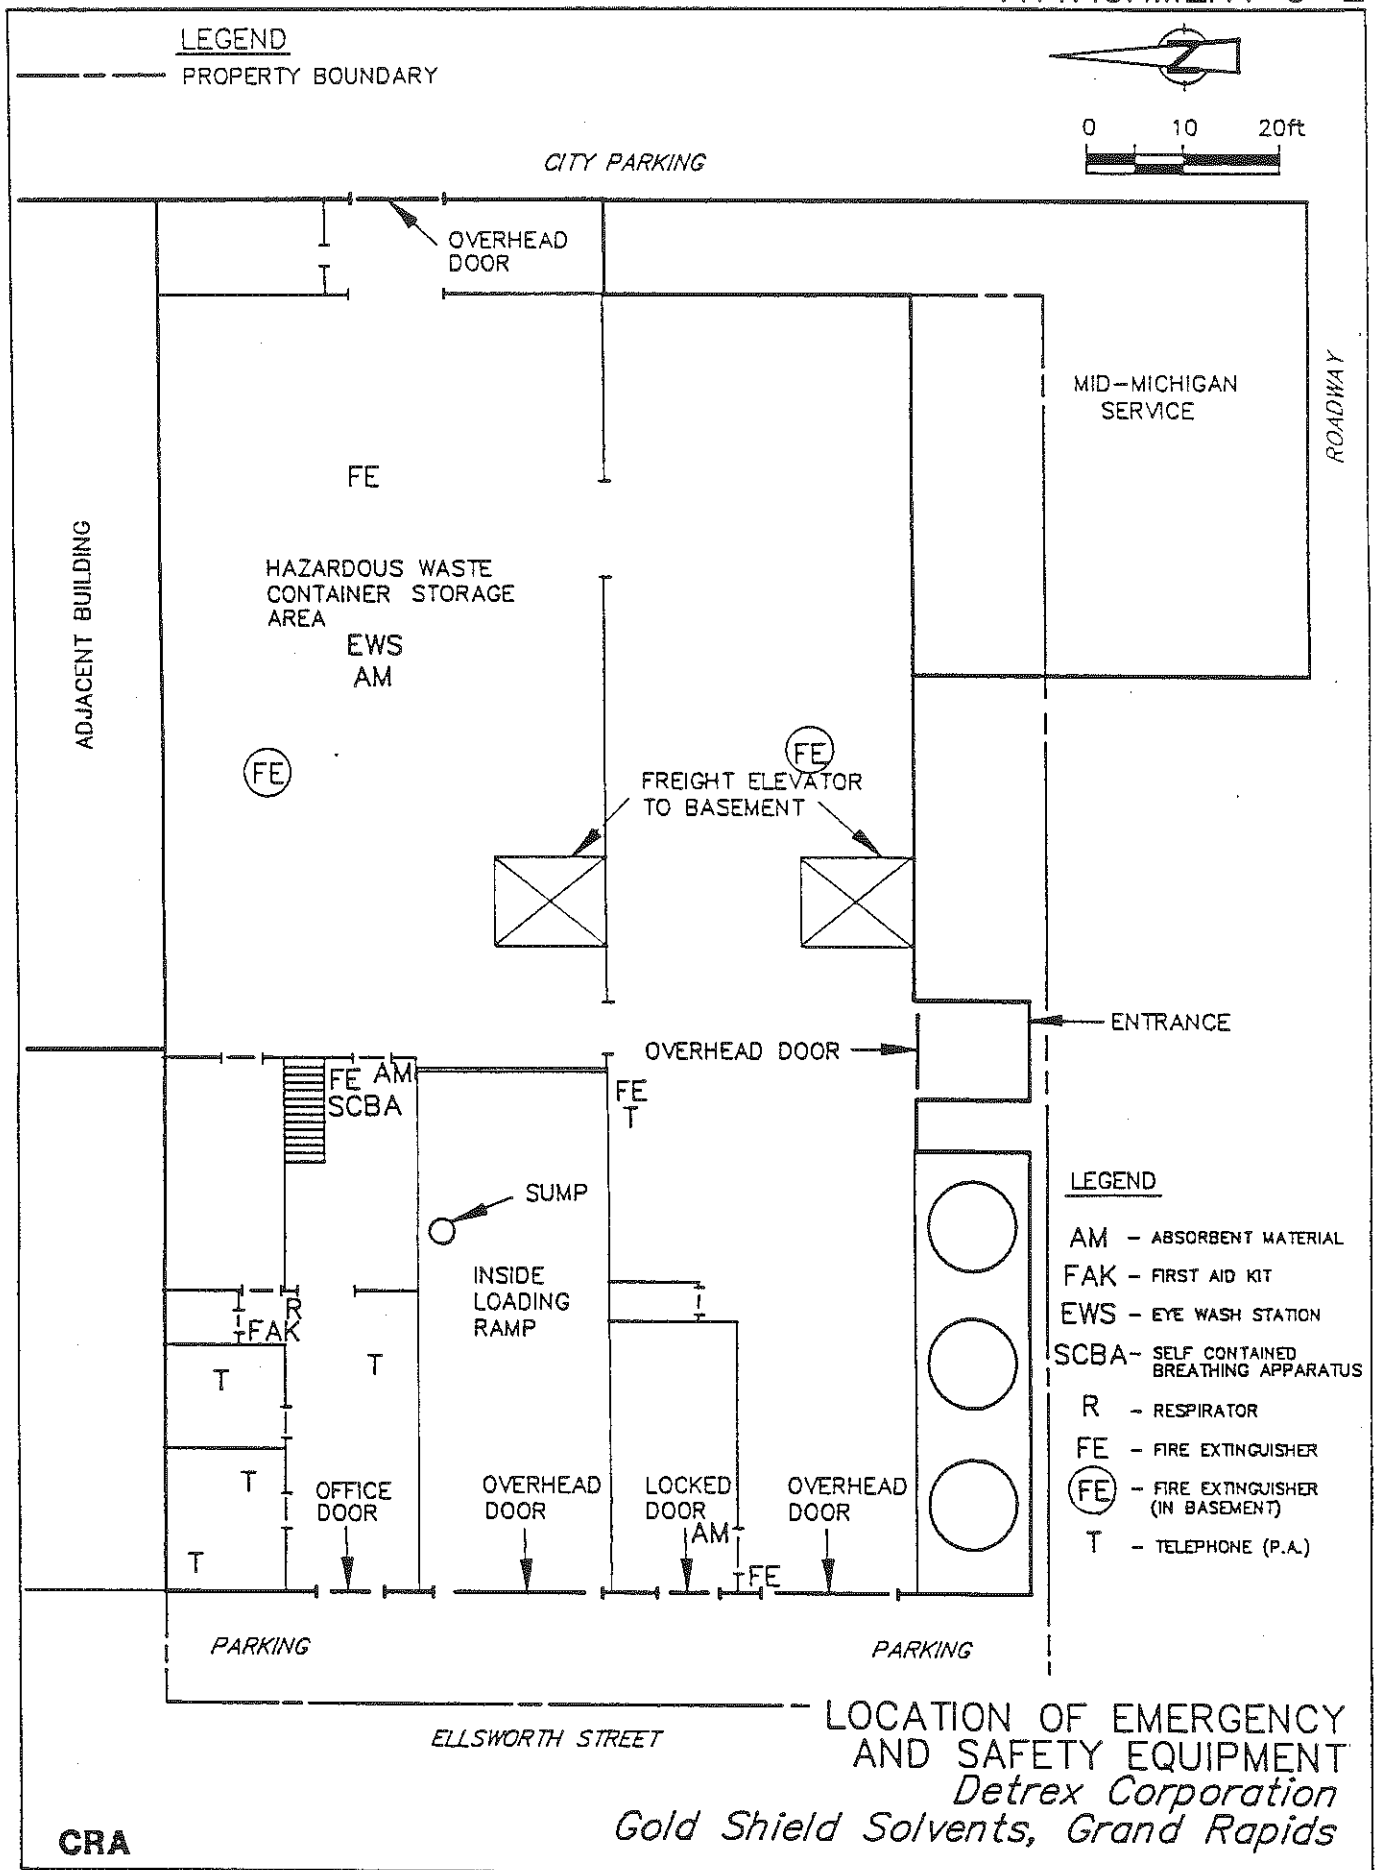 LEGEND
PROPERTY BOUNDARY
N
0 10 20ft
CITY PARKING
OVERHEAD
DOOR
MID-MICHIGAN
SERVICE
ROADWAY
FE
ADJACENT BUILDING
HAZARDOUS WASTE
CONTAINER STORAGE
AREA
EWS
AM
FE
FE
FREIGHT ELEVATOR
TO BASEMENT
ENTRANCE
OVERHEAD DOOR
FE AM
SCBA
FE
T
SUMP
INSIDE
LOADING
RAMP
R
FAK
T
T
T
T
OFFICE
DOOR
OVERHEAD
DOOR
LOCKED
DOOR
AM
FE
OVERHEAD
DOOR
LEGEND
AM - ABSORBENT MATERIAL
FAK - FIRST AID KIT
EWS - EYE WASH STATION
SCBA- SELF CONTAINED
BREATHING APPARATUS
R - RESPIRATOR
FE - FIRE EXTINGUISHER
FE - FIRE EXTINGUISHER
(IN BASEMENT)
T - TELEPHONE (P.A.)
PARKING
PARKING
ELLSWORTH STREET
LOCATION OF EMERGENCY
AND SAFETY EQUIPMENT
Detrex Corporation
Gold Shield Solvents, Grand Rapids
CRA